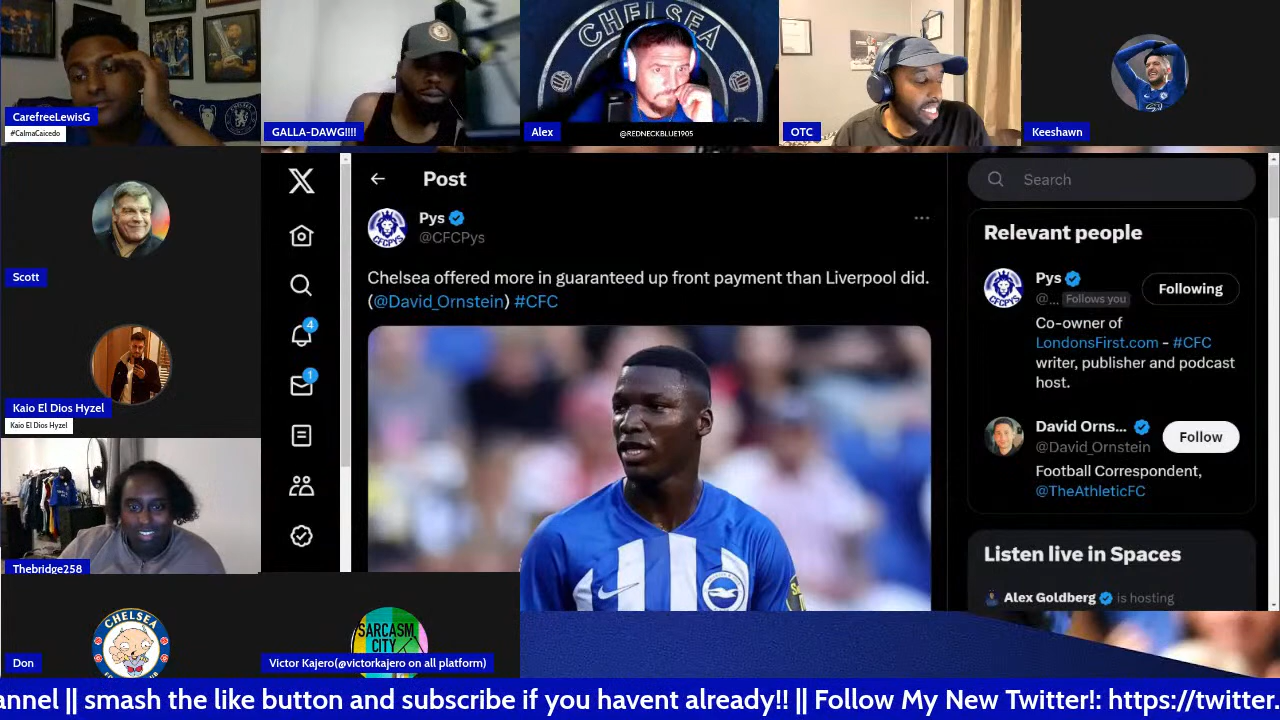 CHELSEA
CarefreeLewisG
#CalmaCaicedo
GALLA-DAWG!!!!
Alex
@REDNECKBLUE1905
OTC
Keeshawn
Scott
Kaio El Dios Hyzel
Kaio El Dios Hyzel
Thebridge258
CHELSEA
Don
SARCASM
CITY
Victor Kajero(@victorkajero on all platform)
4
1
Post
CFCPYS
Pys
@CFCPys
Chelsea offered more in guaranteed up front payment than Liverpool did.
(@David_Ornstein) #CFC
Search
Relevant people
CFCPYS
Pys
@... Follows you
Following
Co-owner of
LondonsFirst.com - #CFC
writer, publisher and podcast
host.
David Orns...
@David_Ornstein
Follow
Football Correspondent,
@TheAthleticFC
Listen live in Spaces
Alex Goldberg is hosting
annel || smash the like button and subscribe if you havent already!! || Follow My New Twitter!: https://twitter.